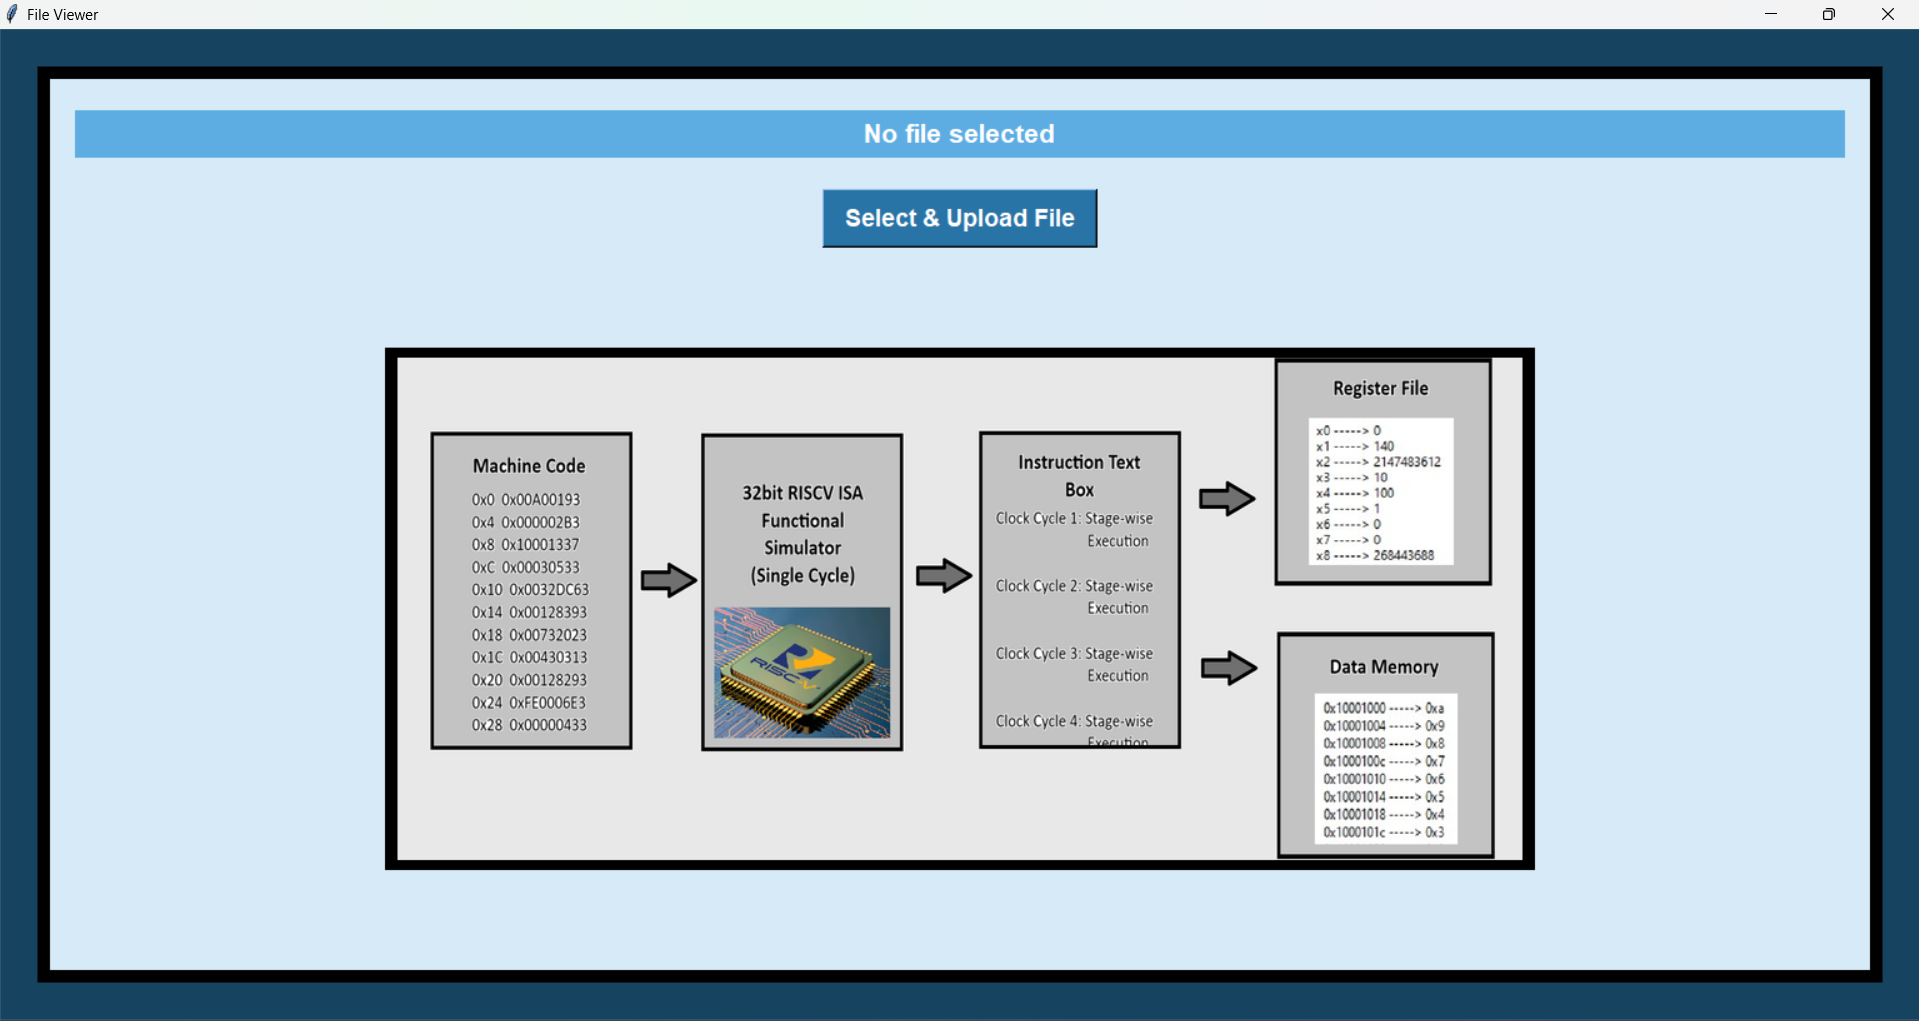 File Viewer
No file selected
Select & Upload File
Machine Code
0x0 0x00A00193
0x4 0x000002B3
0x8 0x10001337
0xC 0x00030533
0x10 0x0032DC63
0x14 0x00128393
0x18 0x00732023
0x1C 0x00430313
0x20 0x00128293
0x24 0xFE0006E3
0x28 0x00000433
32bit RISCV ISA
Functional
Simulator
(Single Cycle)
RISC-V
Instruction Text
Box
Clock Cycle 1: Stage-wise
Execution
Clock Cycle 2: Stage-wise
Execution
Clock Cycle 3: Stage-wise
Execution
Clock Cycle 4: Stage-wise
Execution
Register File
x0 -----> 0
x1 -----> 140
x2 -----> 2147483612
x3 -----> 10
x4 -----> 100
x5 -----> 1
x6 -----> 0
x7 -----> 0
x8 -----> 268443688
Data Memory
0x10001000 -----> 0xa
0x10001004 -----> 0x9
0x10001008 -----> 0x8
0x1000100c -----> 0x7
0x10001010 -----> 0x6
0x10001014 -----> 0x5
0x10001018 -----> 0x4
0x1000101c -----> 0x3